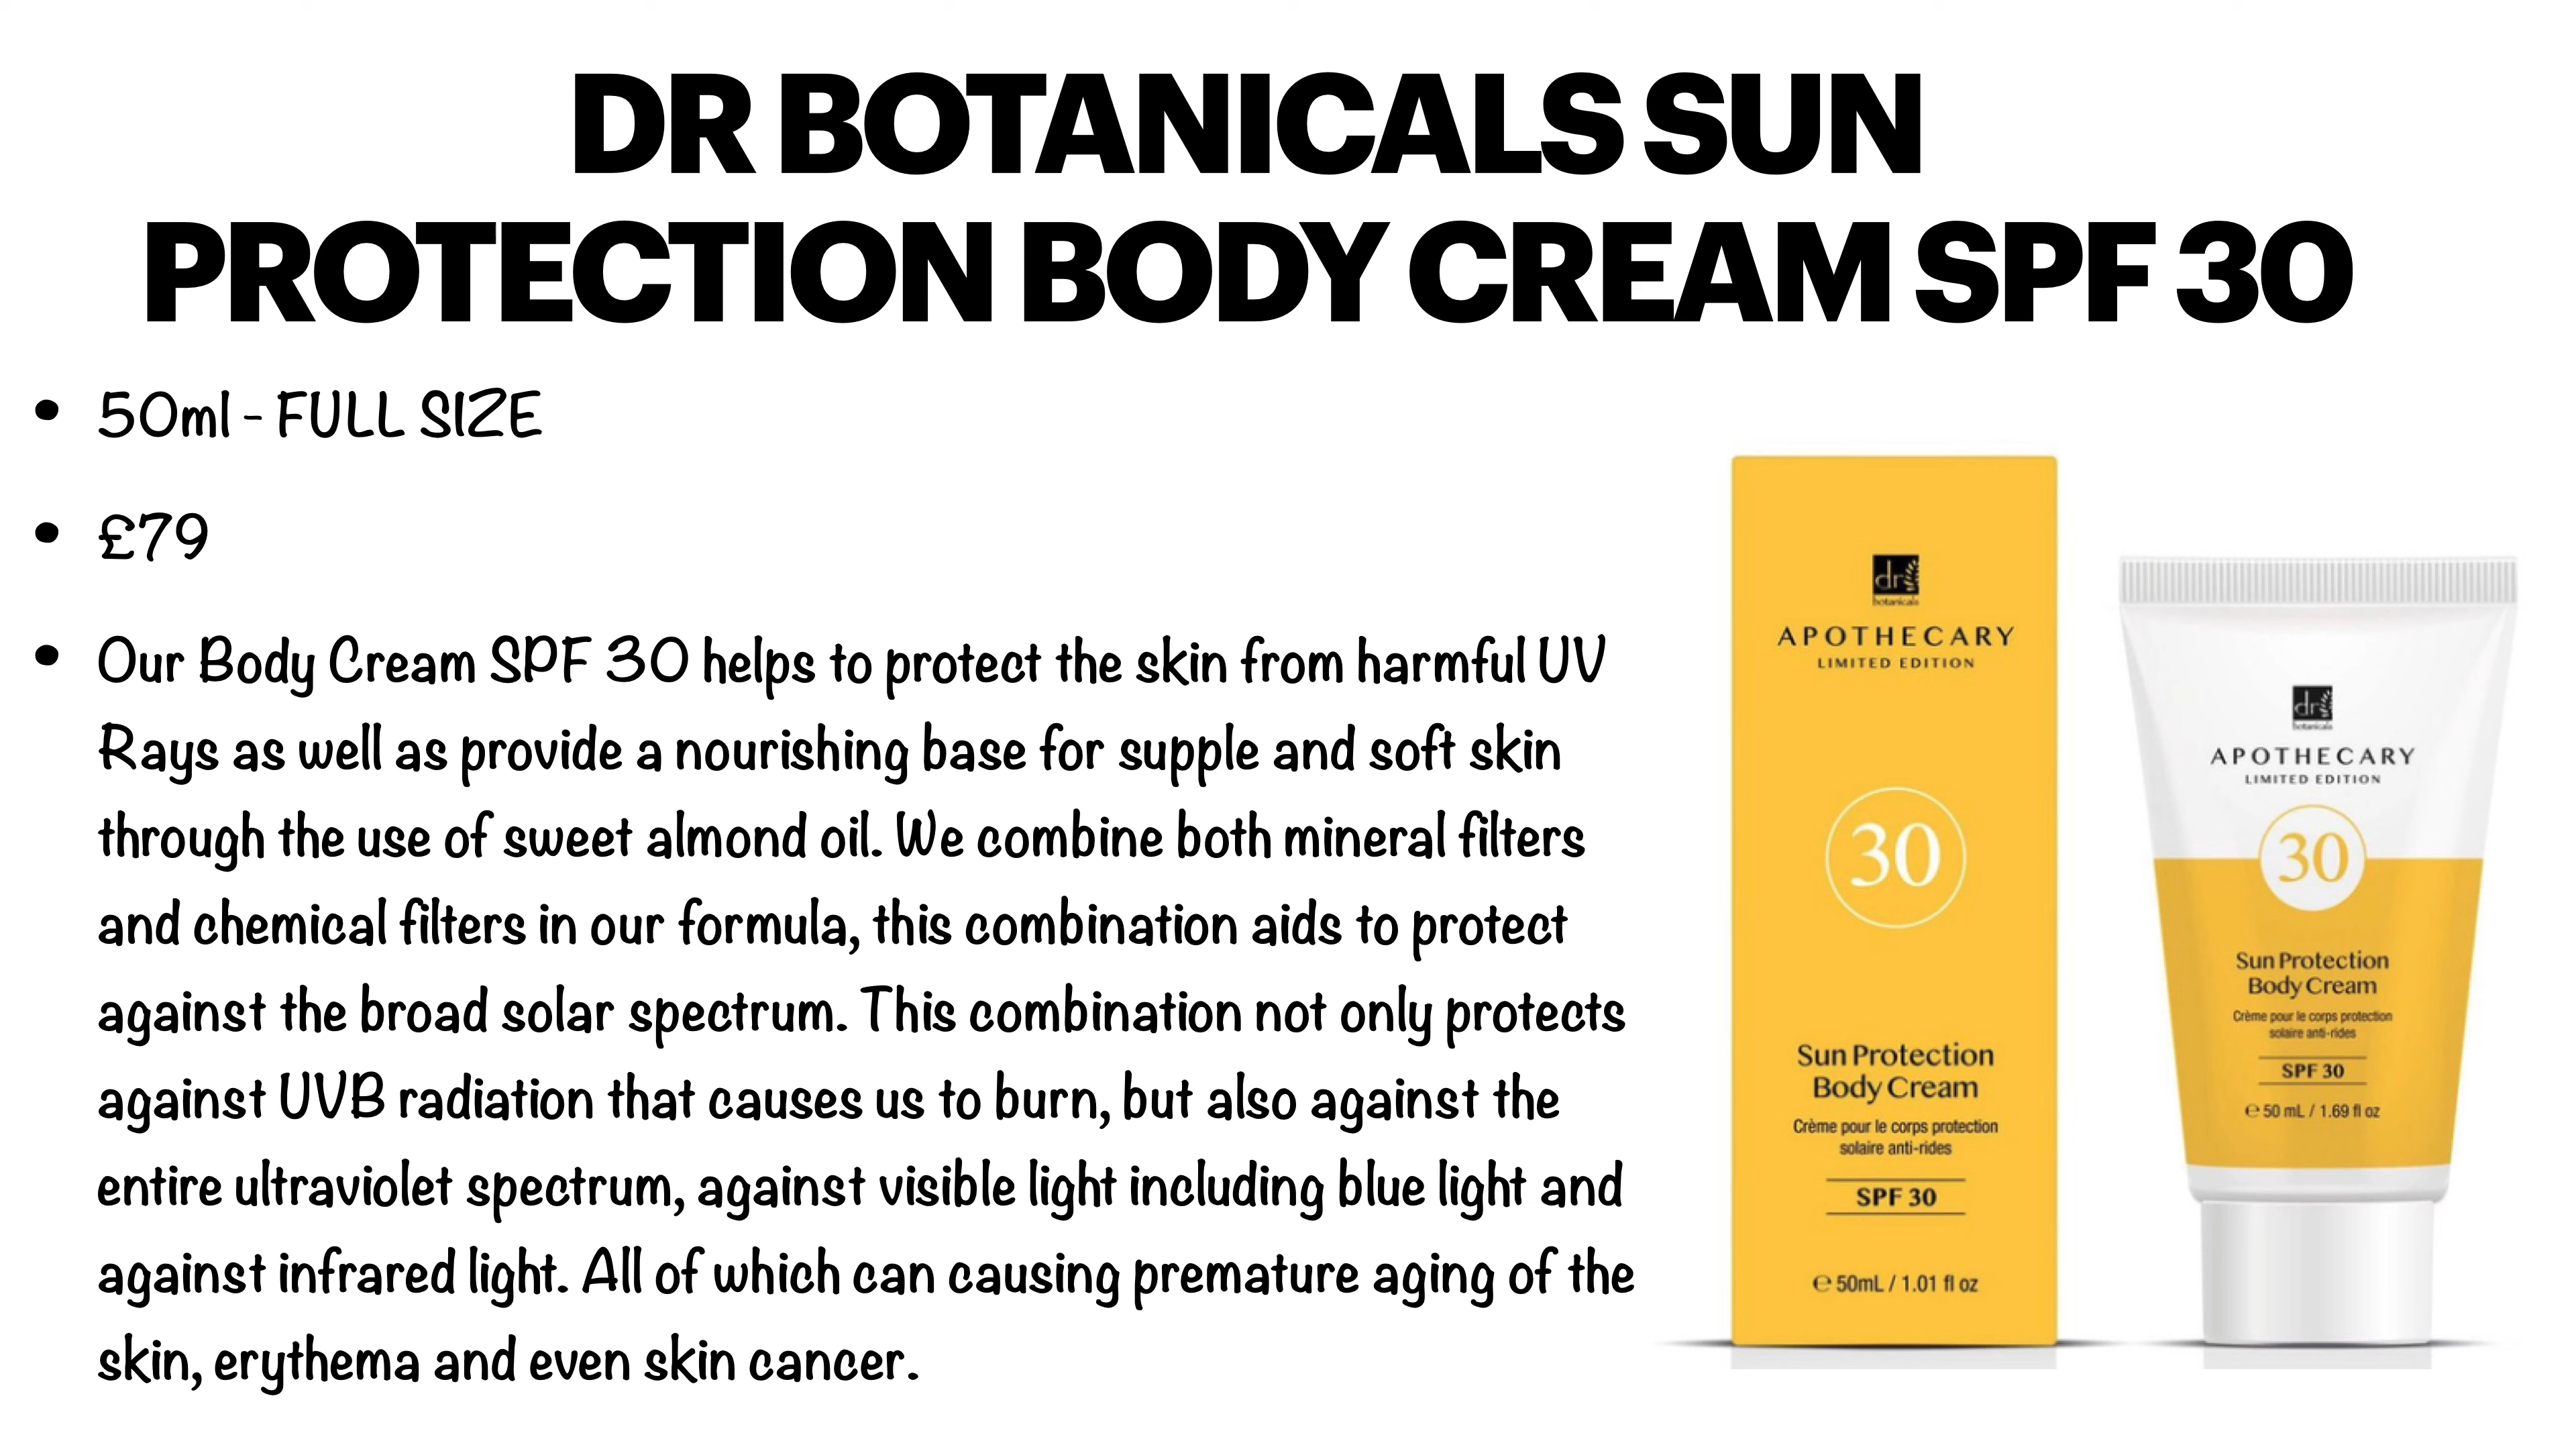 DR BOTANICALS SUN
PROTECTION BODY CREAM SPF 30
• 50ml - FULL SIZE
• £79
• Our Body Cream SPF 30 helps to protect the skin from harmful UV
Rays as well as provide a nourishing base for supple and soft skin
through the use of sweet almond oil. We combine both mineral filters
and chemical filters in our formula, this combination aids to protect
against the broad solar spectrum. This combination not only protects
against UVB radiation that causes us to burn, but also against the
entire ultraviolet spectrum, against visible light including blue light and
against infrared light. All of which can causing premature aging of the
skin, erythema and even skin cancer.
dr
botanicals
APOTHECARY
LIMITED EDITION
30
Sun Protection
Body Cream
Crème pour le corps protection
solaire anti-rides
SPF 30
℮ 50mL / 1.01 fl oz
dr
botanicals
APOTHECARY
LIMITED EDITION
30
Sun Protection
Body Cream
Crème pour le corps protection
solaire anti-rides
SPF 30
℮ 50 mL / 1.69 fl oz